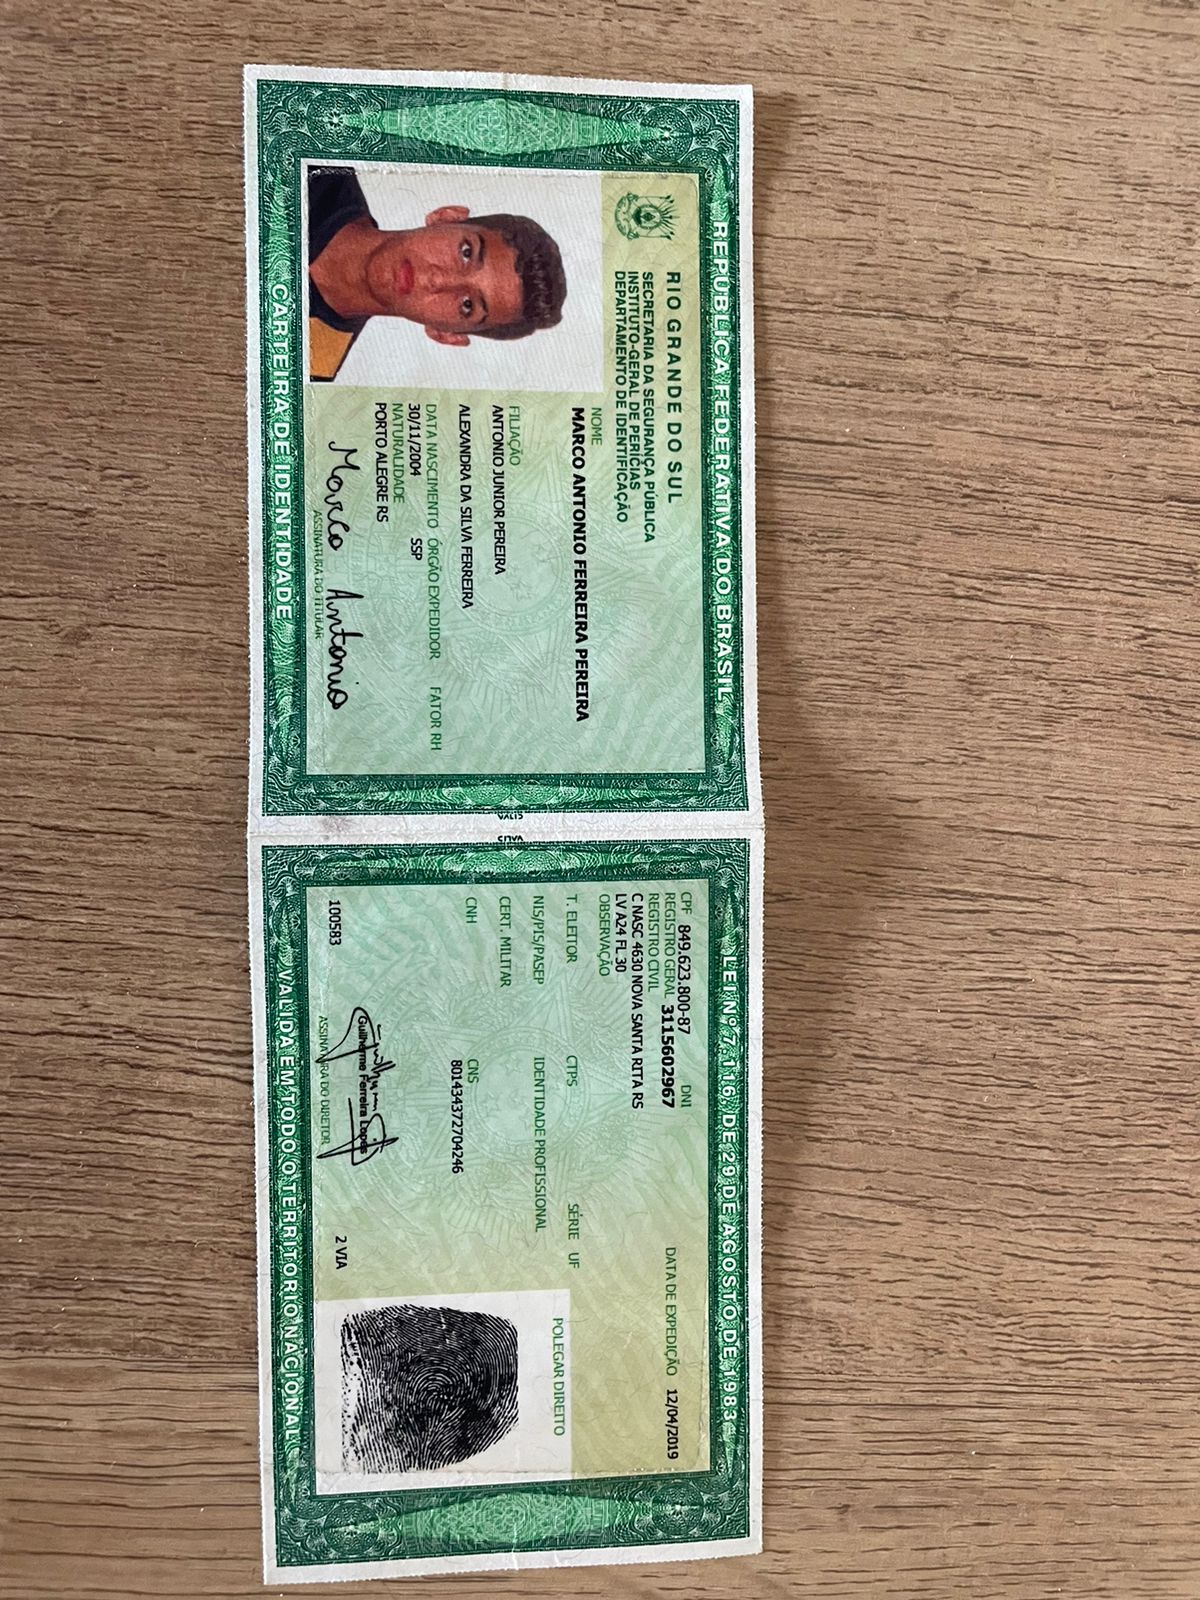 REPÚBLICA FEDERATIVA DO BRASIL
RIO GRANDE DO SUL
SECRETARIA DA SEGURANÇA PÚBLICA
INSTITUTO-GERAL DE PERÍCIAS
DEPARTAMENTO DE IDENTIFICAÇÃO
NOME
MARCO ANTONIO FERREIRA PEREIRA
FILIAÇÃO
ANTONIO JUNIOR PEREIRA
ALEXANDRA DA SILVA FERREIRA
DATA NASCIMENTO ÓRGÃO EXPEDIDOR FATOR RH
30/11/2004 SSP
NATURALIDADE
PORTO ALEGRE RS
Marco Antonio
ASSINATURA DO TITULAR
CARTEIRA DE IDENTIDADE
LEI Nº 7.116, DE 29 DE AGOSTO DE 1983
CPF 849.623.800-87 DNI
REGISTRO GERAL 3115602967 DATA DE EXPEDIÇÃO 12/04/2019
REGISTRO CIVIL
C NASC 4630 NOVA SANTA RITA RS
LV A24 FL 30
OBSERVAÇÃO
T. ELEITOR CTPS SÉRIE UF
NIS/PIS/PASEP IDENTIDADE PROFISSIONAL
CERT. MILITAR
CNH CNS
801434372704246
POLEGAR DIREITO
Guilherme Ferreira Lopes
100583 2 VIA
ASSINATURA DO DIRETOR
VÁLIDA EM TODO O TERRITÓRIO NACIONAL